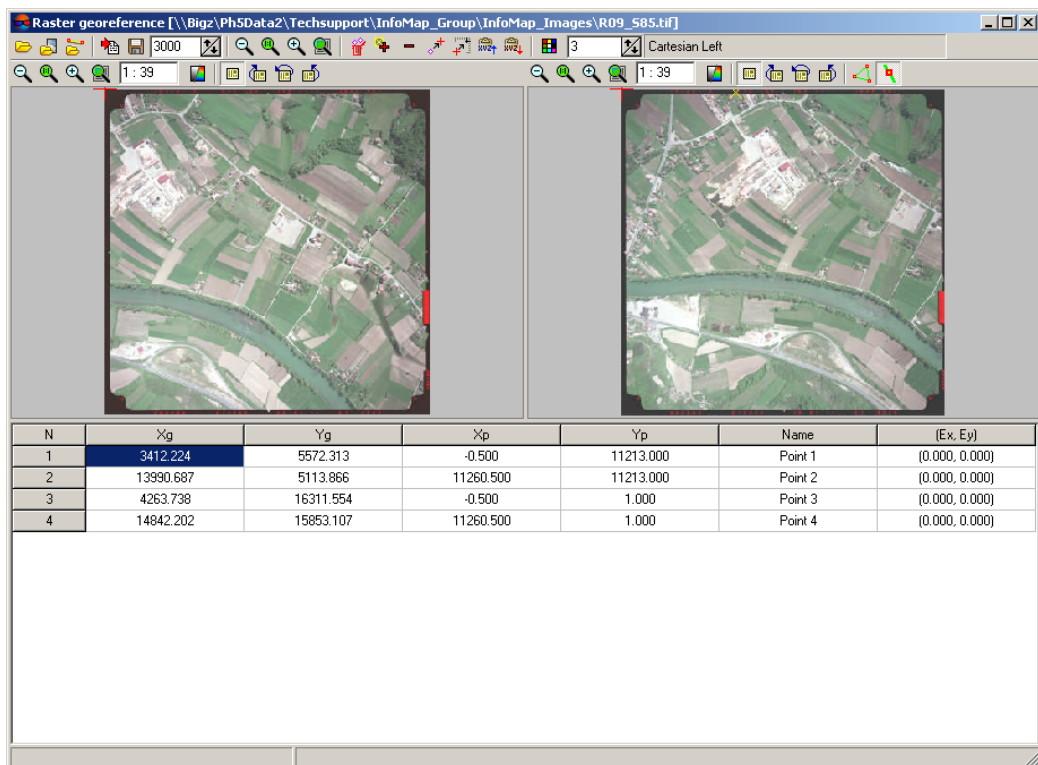 Raster georeference [\\Bigz\Ph5Data2\Techsupport\InfoMap_Group\InfoMap_Images\R09_S85.tif]
3000 3 Cartesian Left
1 : 39 1 : 39
N Xg Yg Xp Yp Name (Ex, Ey)
1 3412.224 5572.313 -0.500 11213.000 Point 1 (0.000, 0.000)
2 13990.687 5113.866 11260.500 11213.000 Point 2 (0.000, 0.000)
3 4263.738 16311.554 -0.500 1.000 Point 3 (0.000, 0.000)
4 14842.202 15853.107 11260.500 1.000 Point 4 (0.000, 0.000)